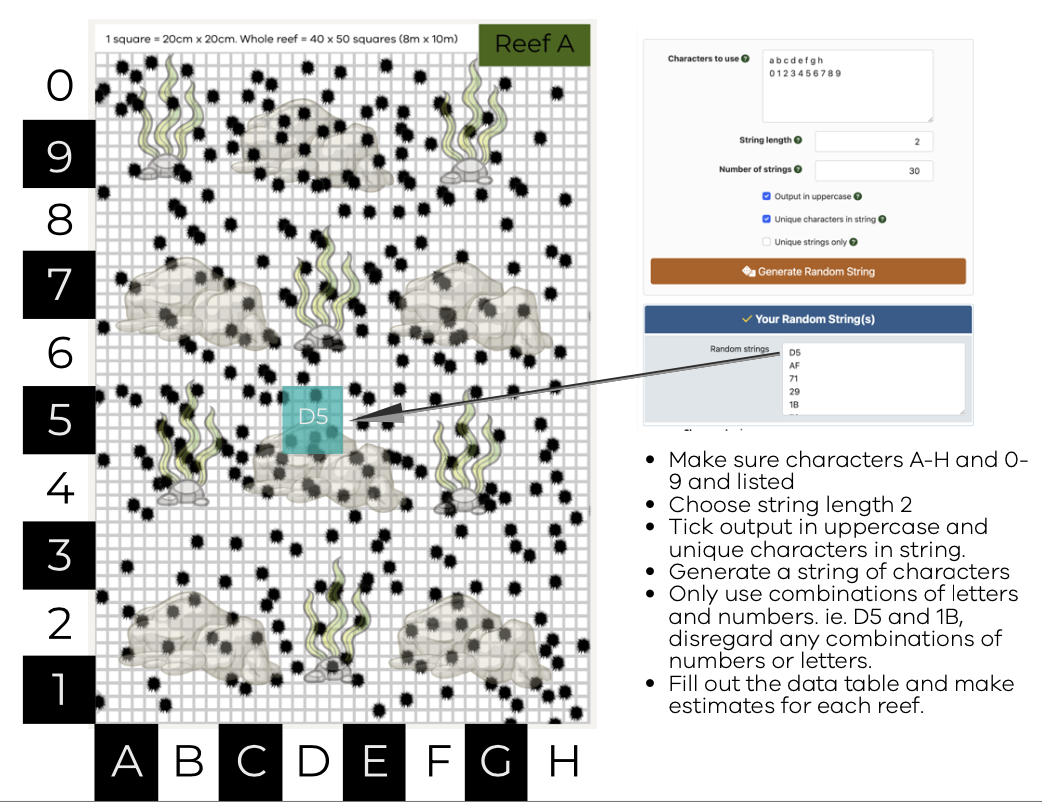 1 square = 20cm x 20cm. Whole reef = 40 x 50 squares (8m x 10m)
Reef A
0
9
8
7
6
5
4
3
2
1
D5
A B C D E F G H
Characters to use
a b c d e f g h
0 1 2 3 4 5 6 7 8 9
String length
2
Number of strings
30
Output in uppercase
Unique characters in string
Unique strings only
Generate Random String
Your Random String(s)
Random strings
D5
AF
71
29
1B
• Make sure characters A-H and 0-
9 and listed
• Choose string length 2
• Tick output in uppercase and
unique characters in string.
• Generate a string of characters
• Only use combinations of letters
and numbers. ie. D5 and 1B,
disregard any combinations of
numbers or letters.
• Fill out the data table and make
estimates for each reef.